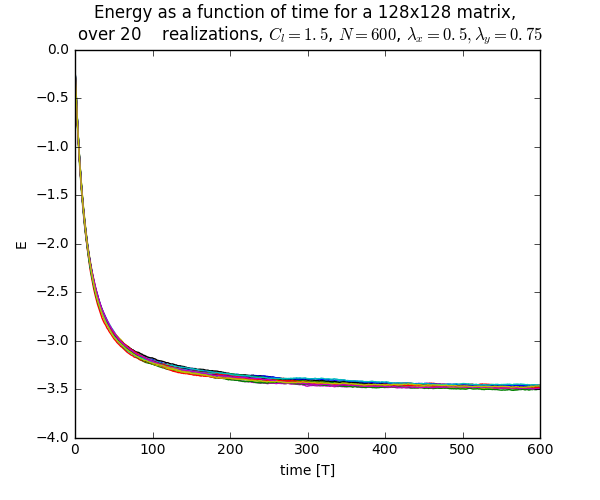 Energy as a function of time for a 128x128 matrix,
over 20    realizations, $C_l = 1.5$, $N = 600$, $\lambda_x = 0.5, \lambda_y = 0.75$
0.0
−0.5
−1.0
−1.5
−2.0
−2.5
−3.0
−3.5
−4.0
E
0 100 200 300 400 500 600
time [T]